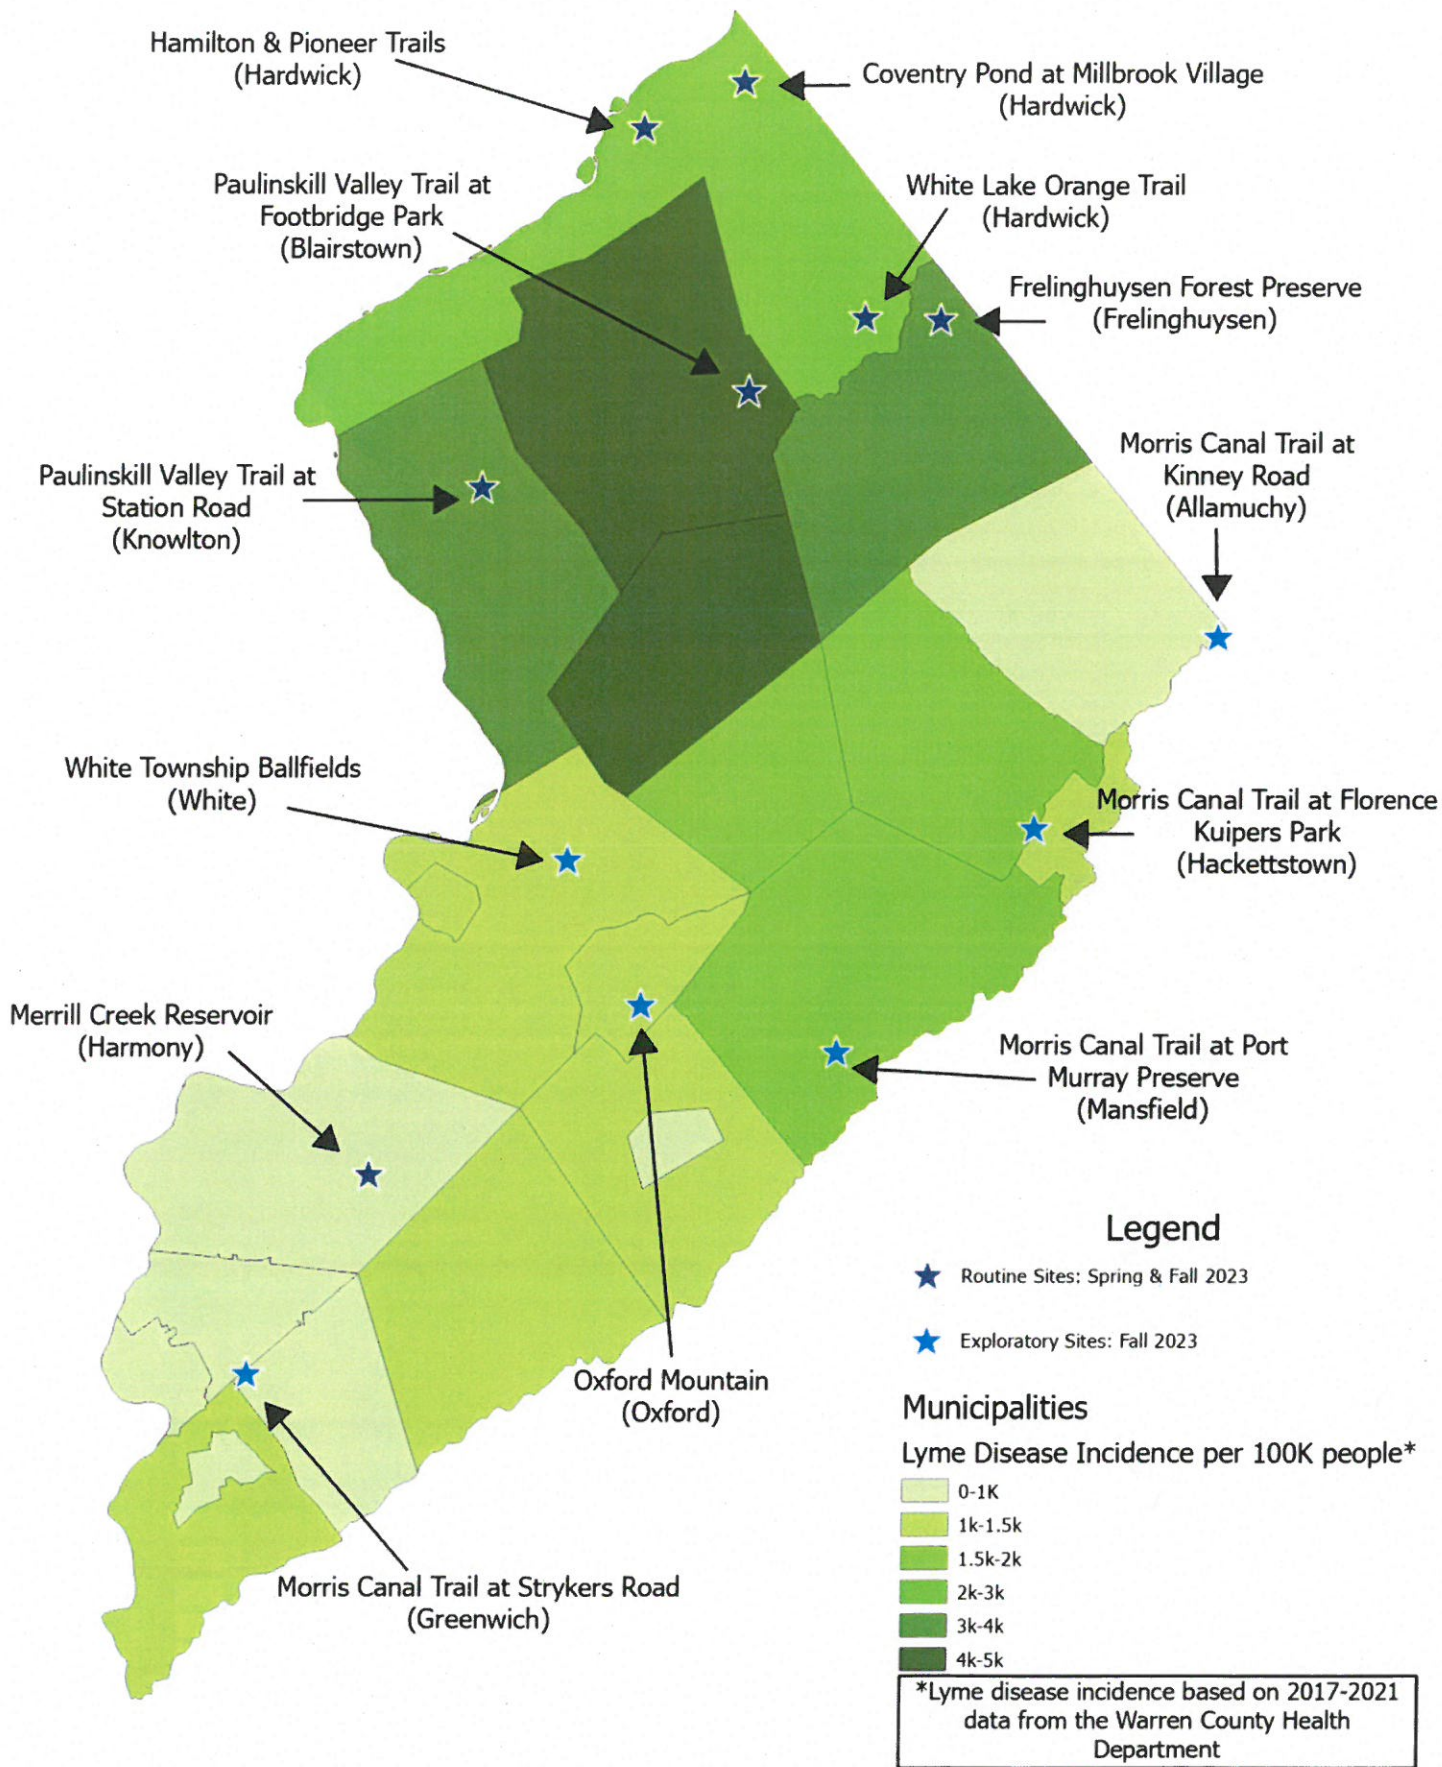 Hamilton & Pioneer Trails
(Hardwick)
Coventry Pond at Millbrook Village
(Hardwick)
Paulinskill Valley Trail at
Footbridge Park
(Blairstown)
White Lake Orange Trail
(Hardwick)
Frelinghuysen Forest Preserve
(Frelinghuysen)
Morris Canal Trail at
Kinney Road
(Allamuchy)
Paulinskill Valley Trail at
Station Road
(Knowlton)
White Township Ballfields
(White)
Morris Canal Trail at Florence
Kuipers Park
(Hackettstown)
Merrill Creek Reservoir
(Harmony)
Morris Canal Trail at Port
Murray Preserve
(Mansfield)
Oxford Mountain
(Oxford)
Morris Canal Trail at Strykers Road
(Greenwich)
Legend
Routine Sites: Spring & Fall 2023
Exploratory Sites: Fall 2023
Municipalities
Lyme Disease Incidence per 100K people*
0-1K
1k-1.5k
1.5k-2k
2k-3k
3k-4k
4k-5k
*Lyme disease incidence based on 2017-2021
data from the Warren County Health
Department